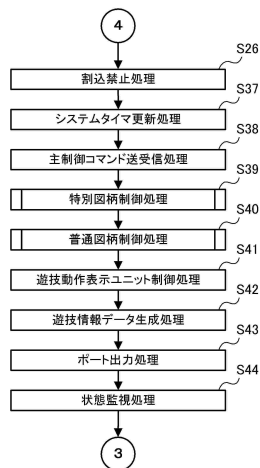 4
S26
割込禁止処理
S37
システムタイマ更新処理
S38
主制御コマンド送受信処理
S39
特別図柄制御処理
S40
普通図柄制御処理
S41
遊技動作表示ユニット制御処理
S42
遊技情報データ生成処理
S43
ポート出力処理
S44
状態監視処理
3